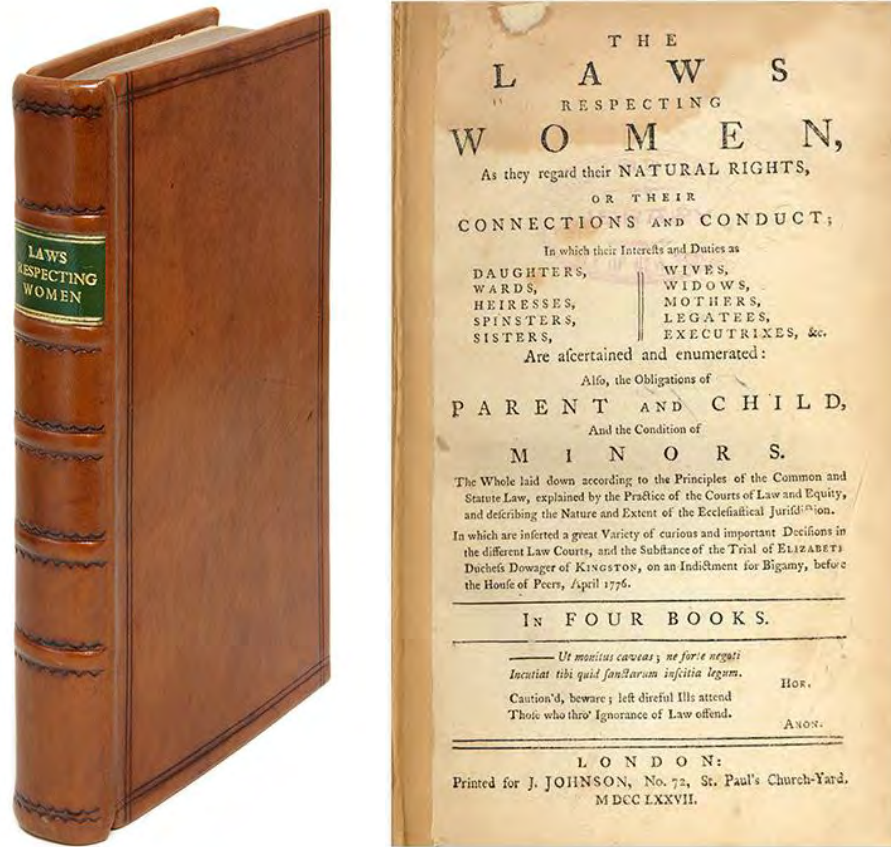 LAWS
RESPECTING
WOMEN
THE
LAWS
RESPECTING
WOMEN,
As they regard their NATURAL RIGHTS,
OR THEIR
CONNECTIONS AND CONDUCT;
In which their Intereſts and Duties as
DAUGHTERS,
WARDS,
HEIRESSES,
SPINSTERS,
SISTERS,
WIVES,
WIDOWS,
MOTHERS,
LEGATEES,
EXECUTRIXES, &c.
Are aſcertained and enumerated:
Alſo, the Obligations of
PARENT AND CHILD,
And the Condition of
MINORS.
The Whole laid down according to the Principles of the Common and
Statute Law, explained by the Practice of the Courts of Law and Equity,
and deſcribing the Nature and Extent of the Eccleſiaſtical Juriſdiction.
In which are inſerted a great Variety of curious and important Deciſions in
the different Law Courts, and the Subſtance of the Trial of ELIZABETH
Ducheſs Dowager of KINGSTON, on an Indictment for Bigamy, before
the Houſe of Peers, April 1776.
IN FOUR BOOKS.
—— Ut monitus caveas; ne forte negoti
Incutiat tibi quid ſanctarum inſcitia legum.
HOR.
Caution'd, beware; leſt direful Ills attend
Thoſe who thro' Ignorance of Law offend.
ANON.
LONDON:
Printed for J. JOHNSON, No. 72, St. Paul's Church-Yard.
M DCC LXXVII.